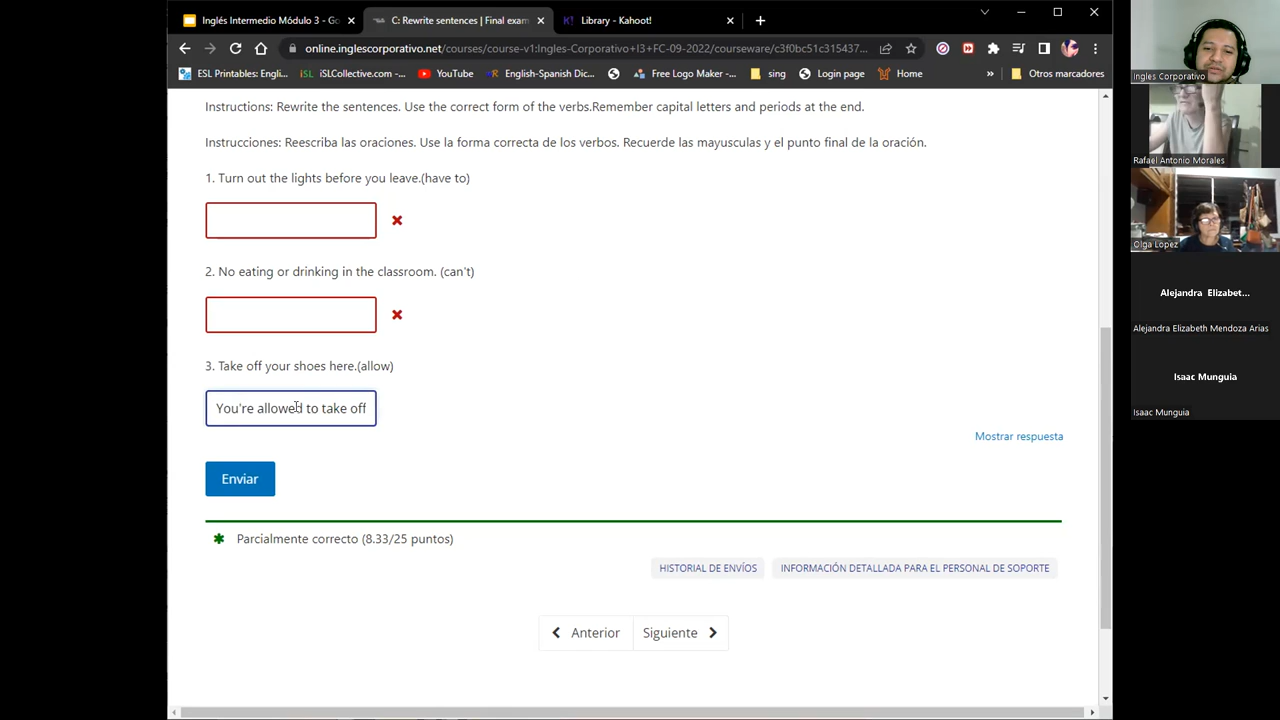 Inglés Intermedio Módulo 3 - Go
C: Rewrite sentences | Final exam
Library - Kahoot!
online.inglescorporativo.net/courses/course-v1:Ingles-Corporativo+I3+FC-09-2022/courseware/c3f0bc51c315437...
ESL Printables: Engli...
iSLCollective.com -...
YouTube
English-Spanish Dic...
Free Logo Maker -...
sing
Login page
Home
»
Otros marcadores
Instructions: Rewrite the sentences. Use the correct form of the verbs.Remember capital letters and periods at the end.
Instrucciones: Reescriba las oraciones. Use la forma correcta de los verbos. Recuerde las mayusculas y el punto final de la oración.
1. Turn out the lights before you leave.(have to)
2. No eating or drinking in the classroom. (can't)
3. Take off your shoes here.(allow)
You're allowed to take off
Mostrar respuesta
Enviar
Parcialmente correcto (8.33/25 puntos)
HISTORIAL DE ENVÍOS
INFORMACIÓN DETALLADA PARA EL PERSONAL DE SOPORTE
Anterior
Siguiente
Ingles Corporativo
Rafael Antonio Morales
Olga Lopez
Alejandra Elizabet...
Alejandra Elizabeth Mendoza Arias
Isaac Munguia
Isaac Munguia